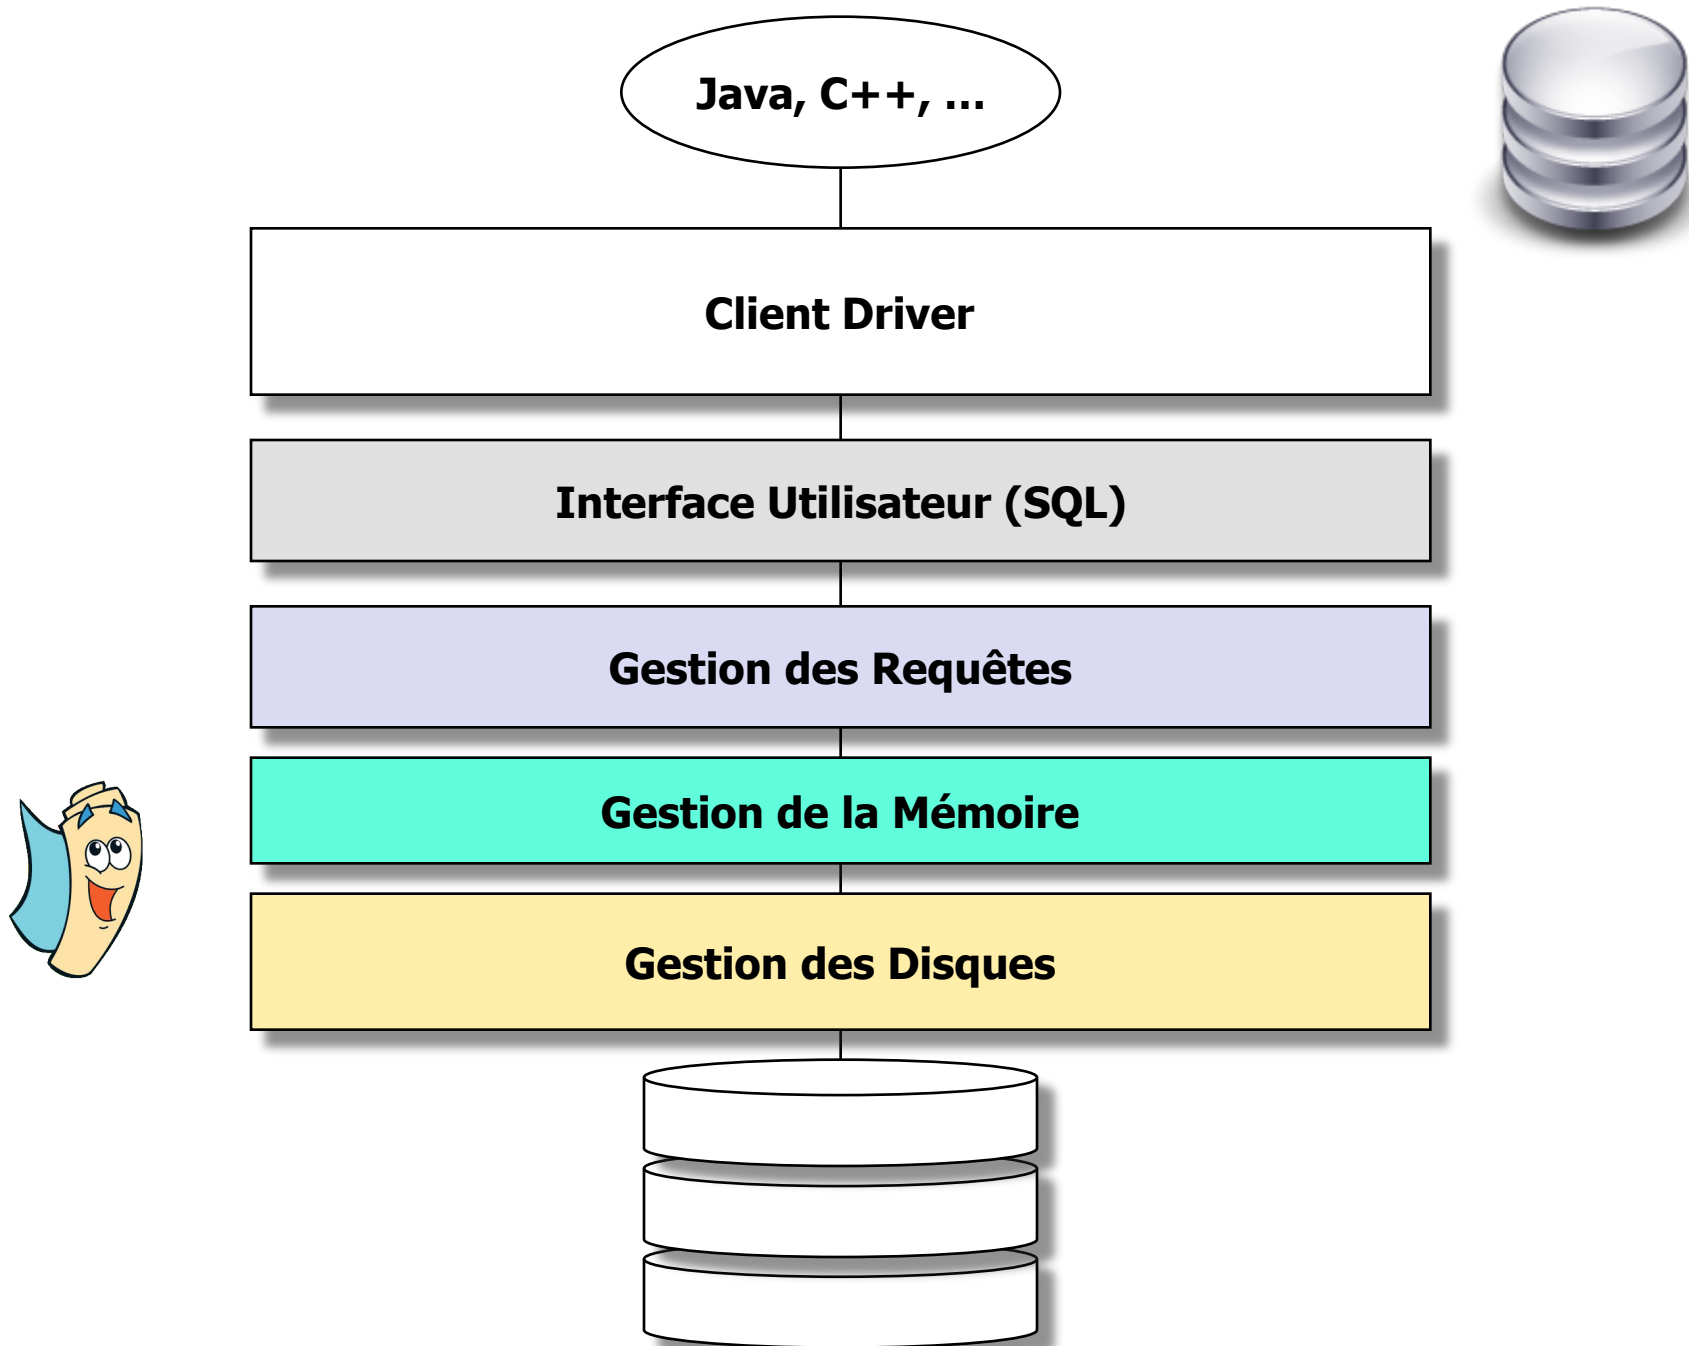 Java, C++, ...
Client Driver
Interface Utilisateur (SQL)
Gestion des Requêtes
Gestion de la Mémoire
Gestion des Disques